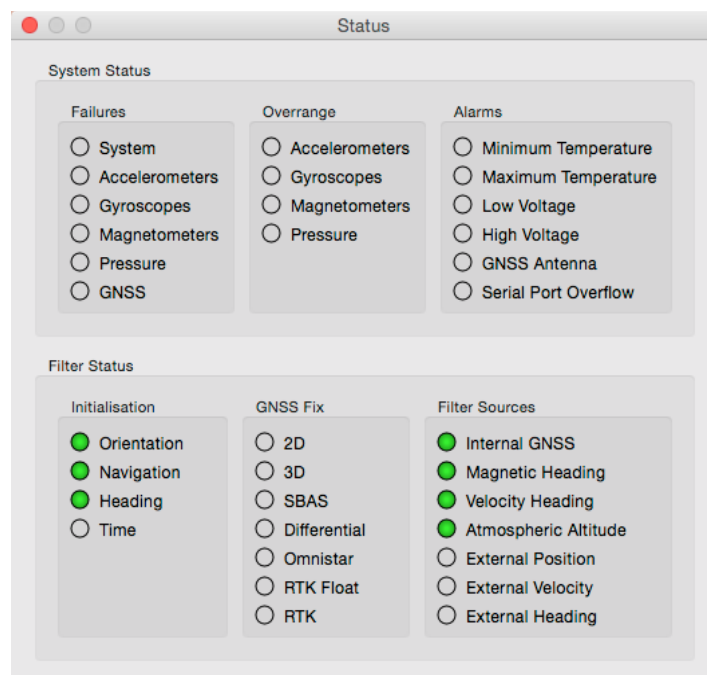 Status
System Status
Failures
System
Accelerometers
Gyroscopes
Magnetometers
Pressure
GNSS
Overrange
Accelerometers
Gyroscopes
Magnetometers
Pressure
Alarms
Minimum Temperature
Maximum Temperature
Low Voltage
High Voltage
GNSS Antenna
Serial Port Overflow
Filter Status
Initialisation
Orientation
Navigation
Heading
Time
GNSS Fix
2D
3D
SBAS
Differential
Omnistar
RTK Float
RTK
Filter Sources
Internal GNSS
Magnetic Heading
Velocity Heading
Atmospheric Altitude
External Position
External Velocity
External Heading